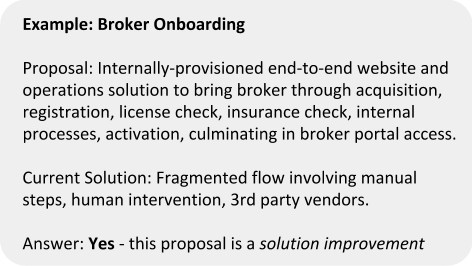 Example: Broker Onboarding
Proposal: Internally-provisioned end-to-end website and
operations solution to bring broker through acquisition,
registration, license check, insurance check, internal
processes, activation, culminating in broker portal access.
Current Solution: Fragmented flow involving manual
steps, human intervention, 3rd party vendors.
Answer: Yes - this proposal is a solution improvement